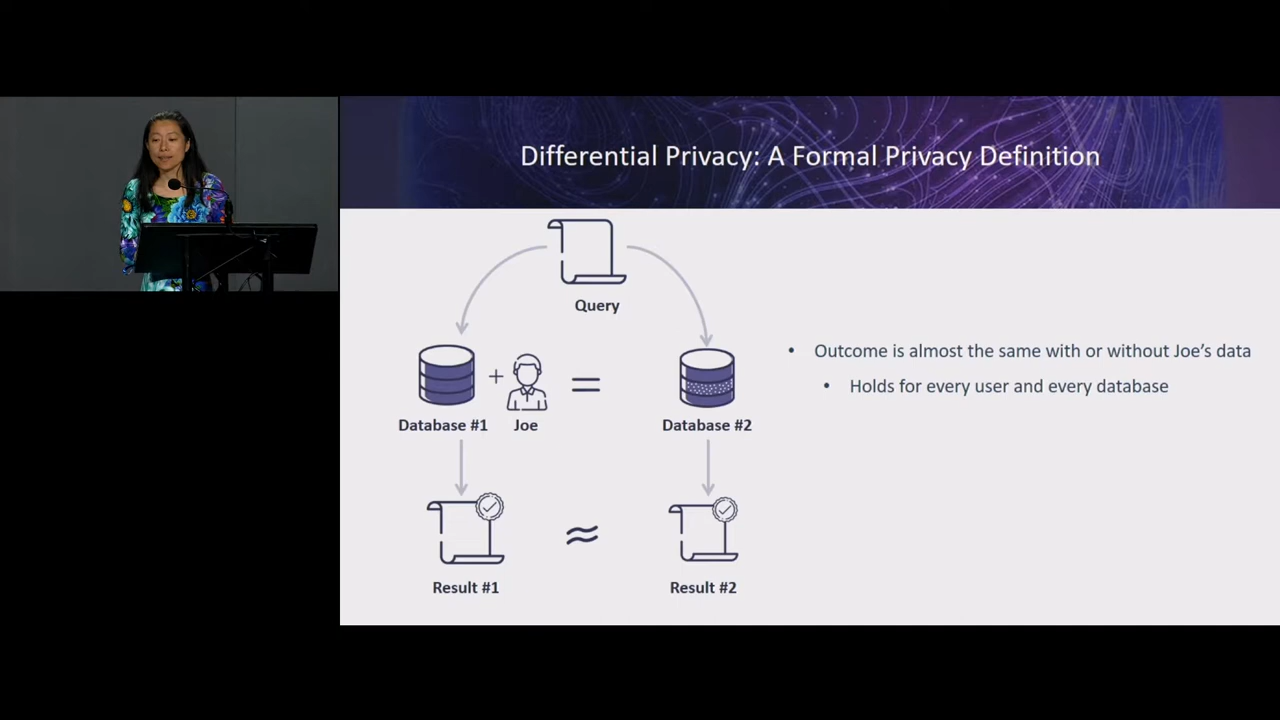 Differential Privacy: A Formal Privacy Definition
Query
Database #1
Joe
Database #2
Result #1
Result #2
• Outcome is almost the same with or without Joe's data
• Holds for every user and every database